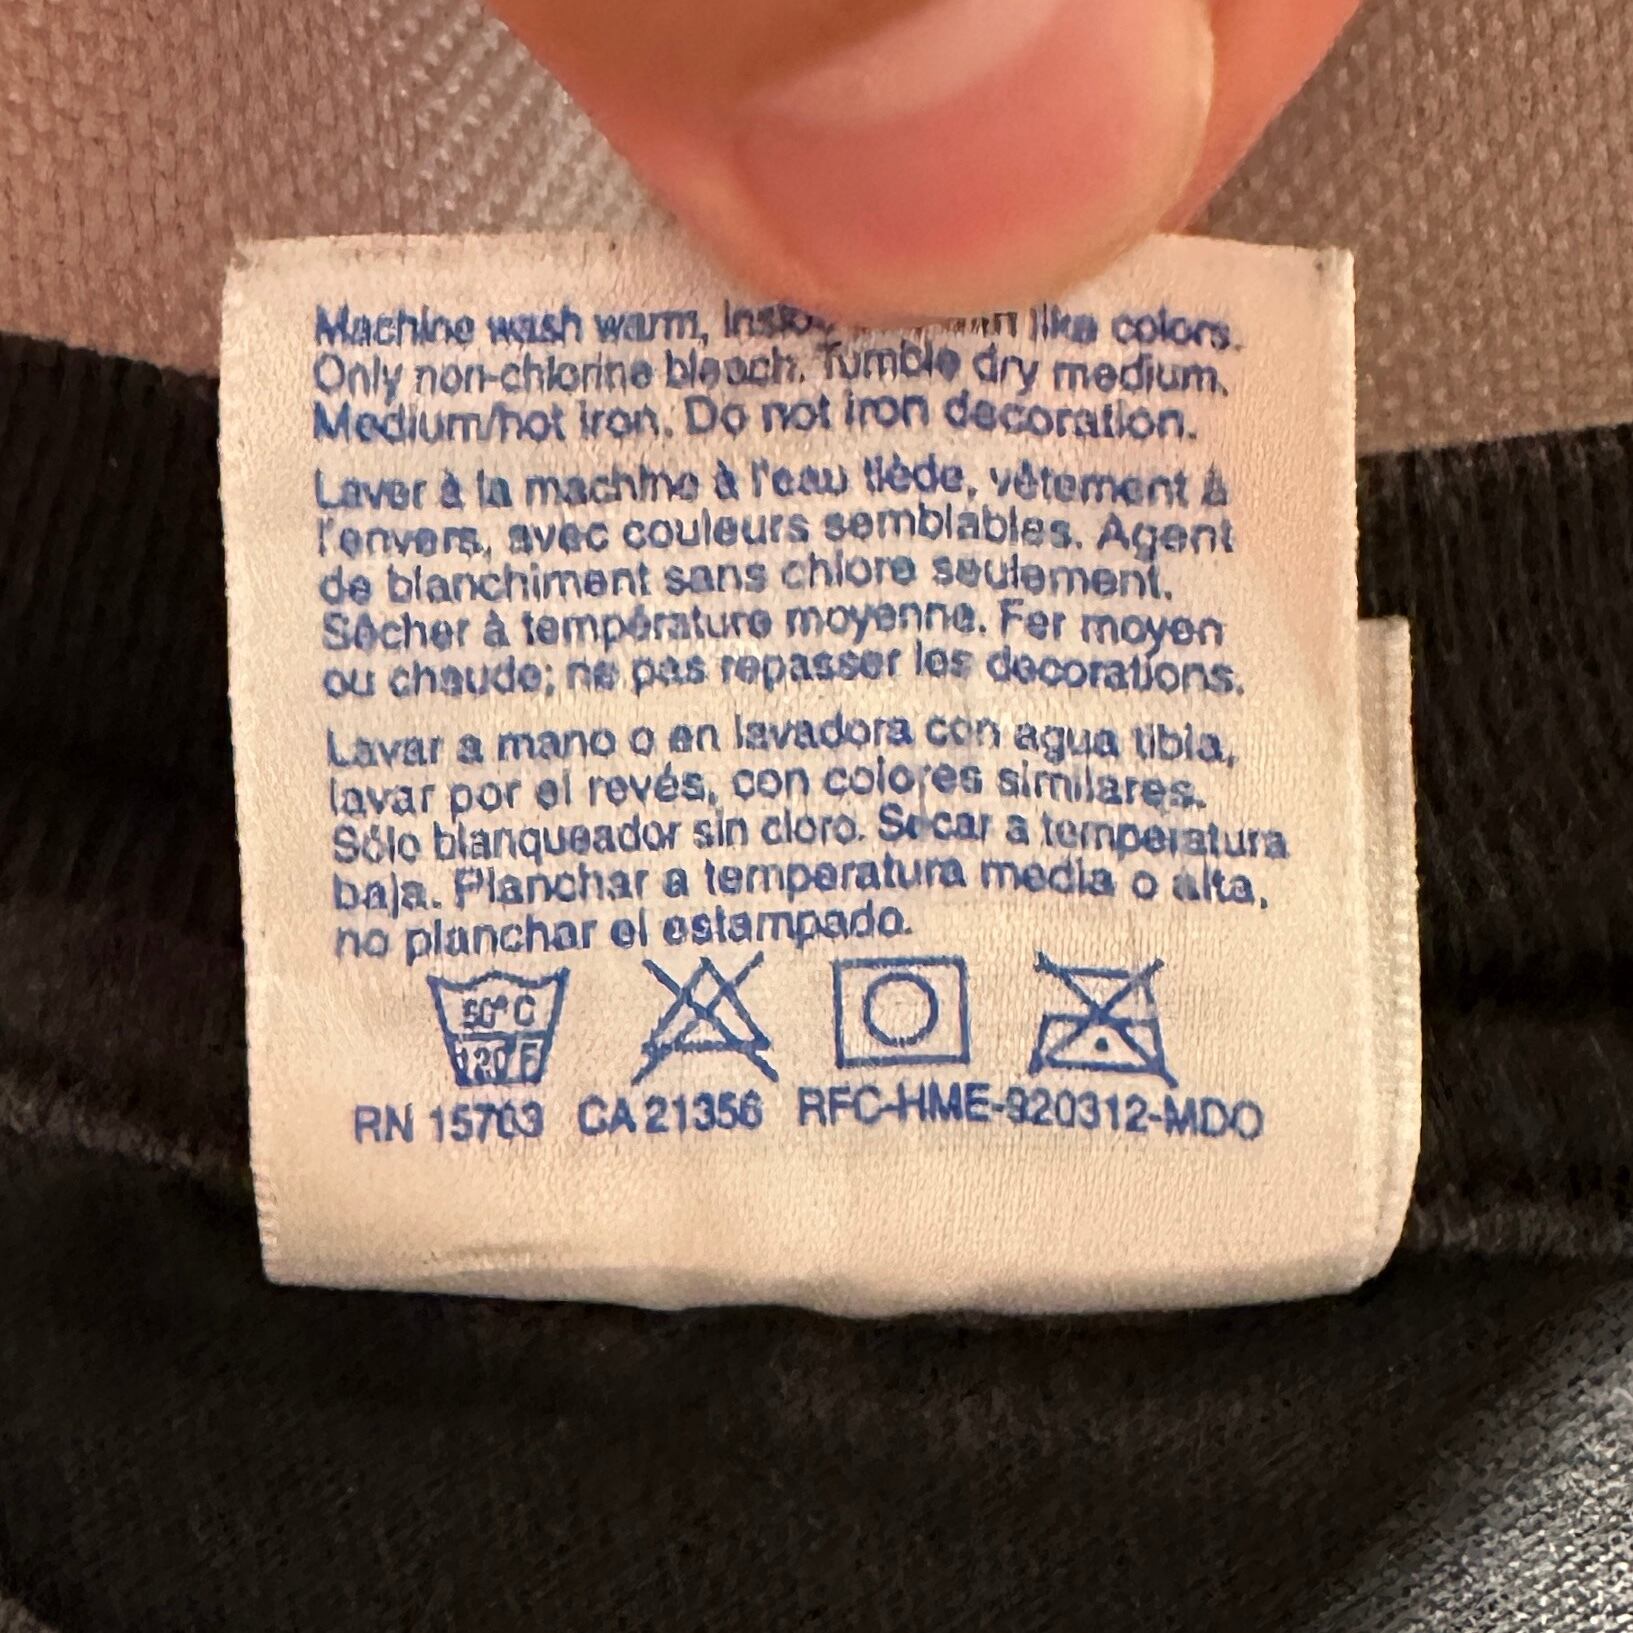 Machine wash warm, like colors.
Only non-chlorine bleach. Tumble dry medium.
Medium/hot iron. Do not iron decoration.
Laver à la machine à l'eau tiède, vêtement à
l'envers, avec couleurs semblables. Agent
de blanchiment sans chlore seulement.
Sécher à température moyenne. Fer moyen
ou chaude; ne pas repasser les decorations.
Lavar a mano o en lavadora con agua tibia,
lavar por el revés, con colores similares.
Sólo blanqueador sin cloro. Secar a temperatura
baja. Planchar a temperatura media o alta,
no planchar el estampado.
50°C
120°F
RN 15763 CA 21356 RFC-HME-920312-MDO